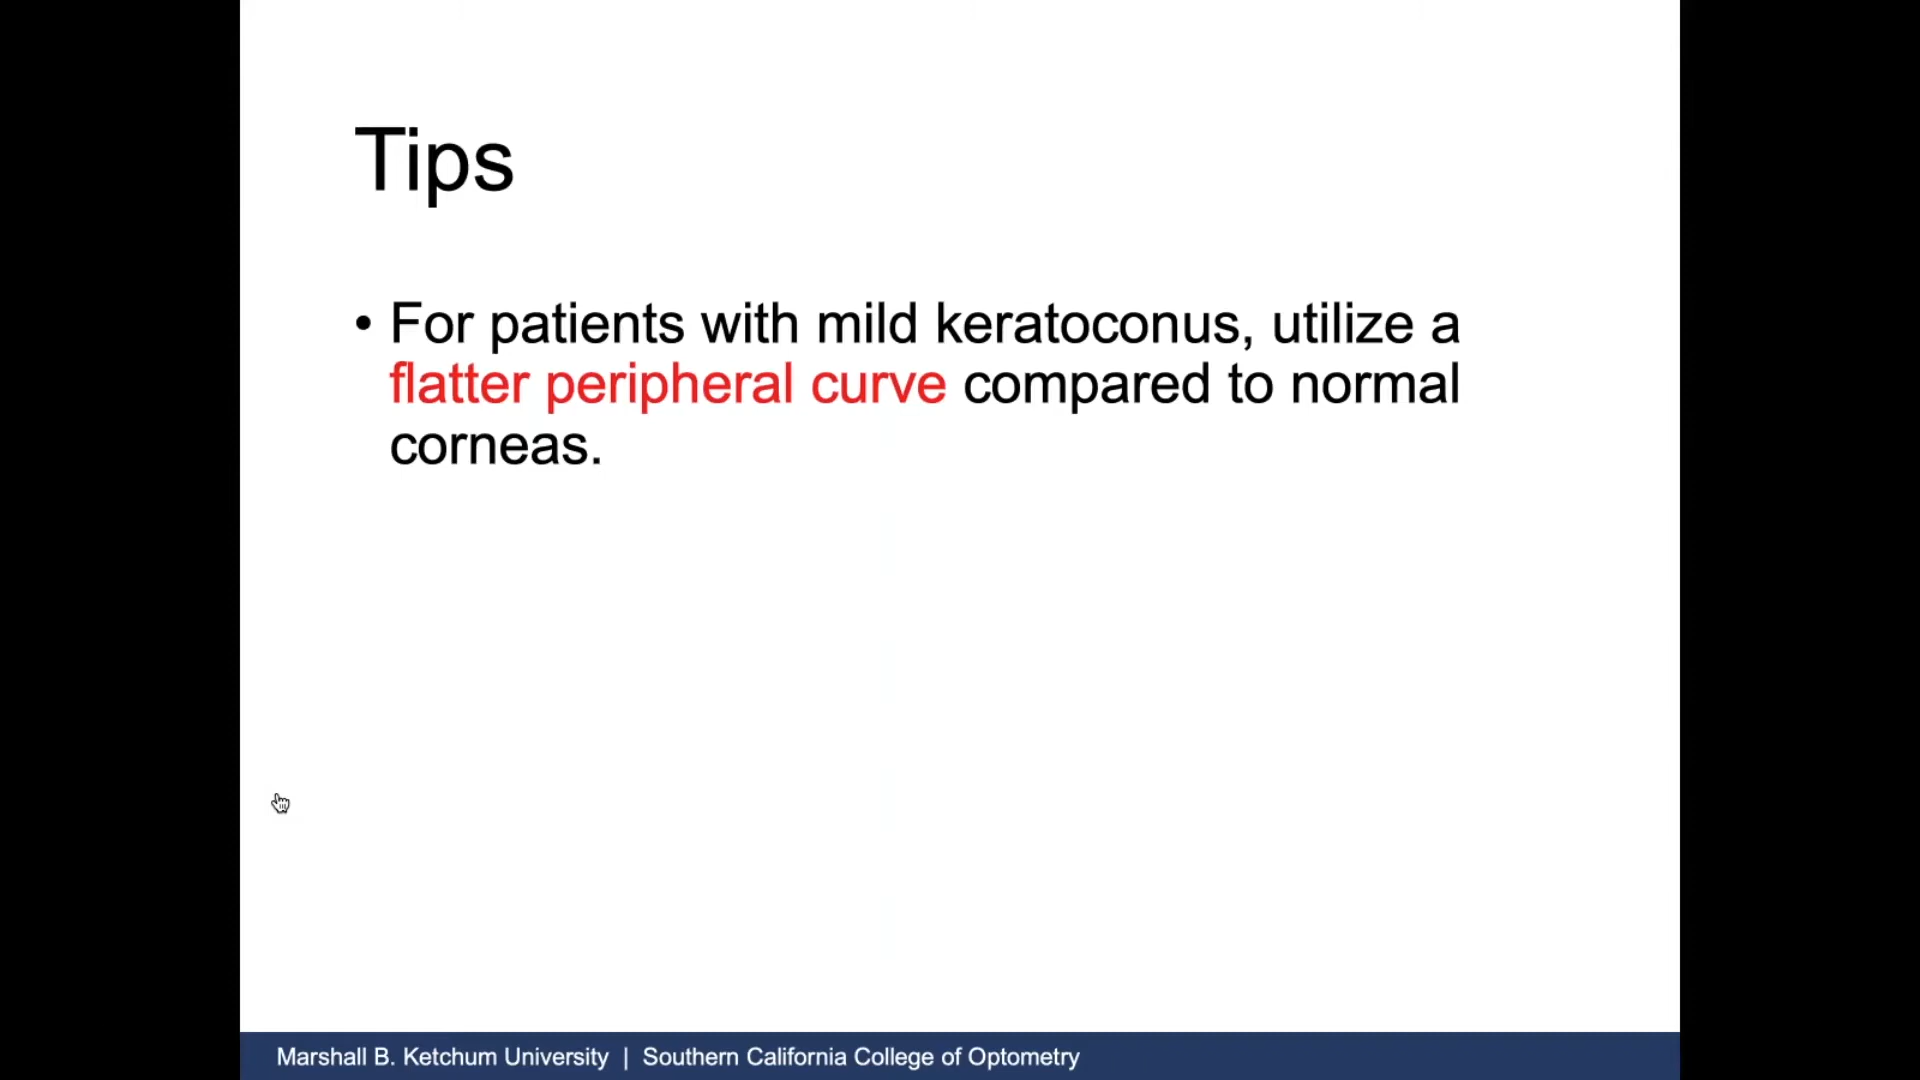 Tips
• For patients with mild keratoconus, utilize a
flatter peripheral curve compared to normal
corneas.
Marshall B. Ketchum University | Southern California College of Optometry